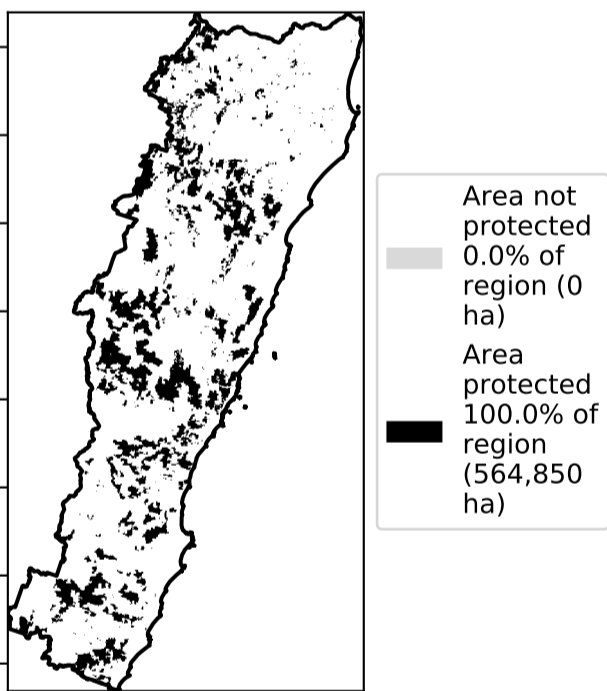 Area not
protected
0.0% of
region (0
ha)
Area
protected
100.0% of
region
(564,850
ha)